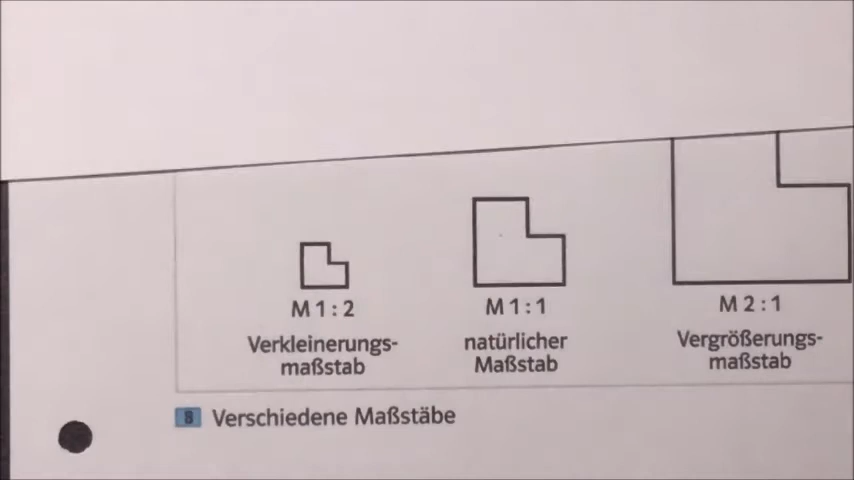 M 1 : 2
Verkleinerungs-
maßstab
M 1 : 1
natürlicher
Maßstab
M 2 : 1
Vergrößerungs-
maßstab
8 Verschiedene Maßstäbe